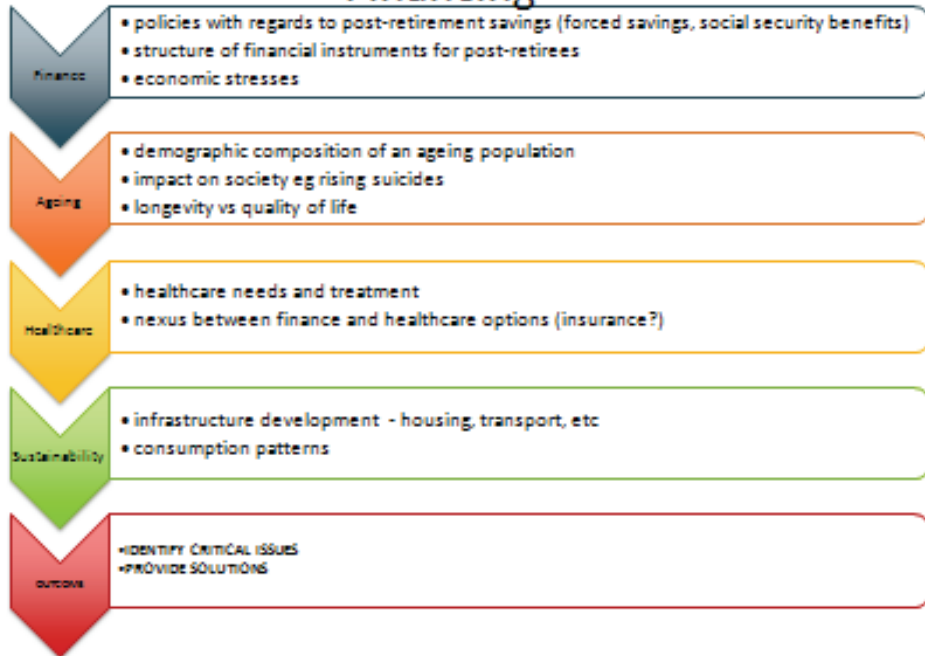 Financing
• policies with regards to post-retirement savings (forced savings, social security benefits)
• structure of financial instruments for post-retirees
• economic stresses
Finance
• demographic composition of an ageing population
• impact on society eg rising suicides
• longevity vs quality of life
Ageing
• healthcare needs and treatment
• nexus between finance and healthcare options (insurance?)
Healthcare
• infrastructure development - housing, transport, etc
• consumption patterns
Sustainability
•IDENTIFY CRITICAL ISSUES
•PROVIDE SOLUTIONS
OUTCOME